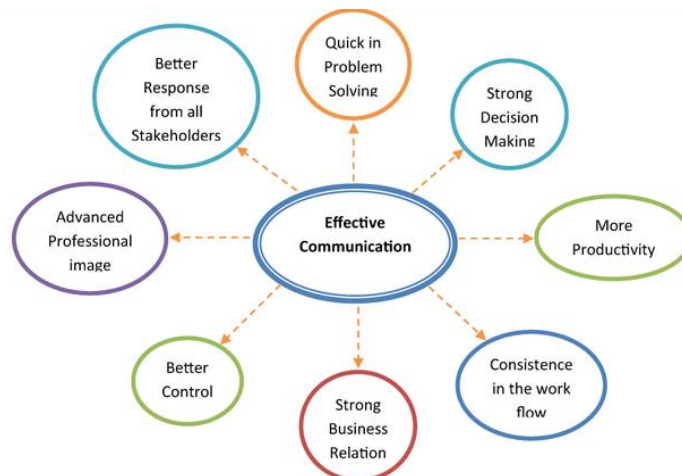 Quick in
Problem
Solving
Better
Response
from all
Stakeholders
Strong
Decision
Making
Effective
Communication
Advanced
Professional
image
More
Productivity
Better
Control
Strong
Business
Relation
Consistence
in the work
flow